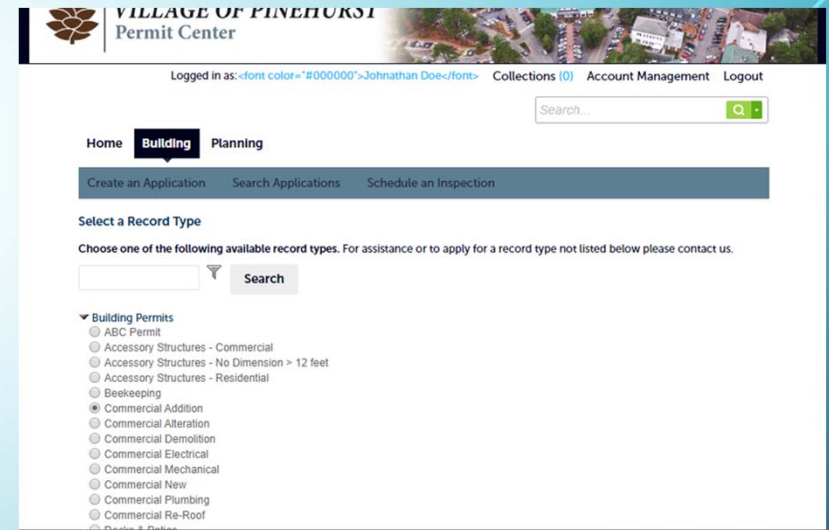 VILLAGE OF PINEHURST
Permit Center
Logged in as:<font color="#000000">Johnathan Doe</font> Collections (0) Account Management Logout
Search...
Home Building Planning
Create an Application Search Applications Schedule an Inspection
Select a Record Type
Choose one of the following available record types. For assistance or to apply for a record type not listed below please contact us.
Search
Building Permits
ABC Permit
Accessory Structures - Commercial
Accessory Structures - No Dimension > 12 feet
Accessory Structures - Residential
Beekeeping
Commercial Addition
Commercial Alteration
Commercial Demolition
Commercial Electrical
Commercial Mechanical
Commercial New
Commercial Plumbing
Commercial Re-Roof
Decks & Patios